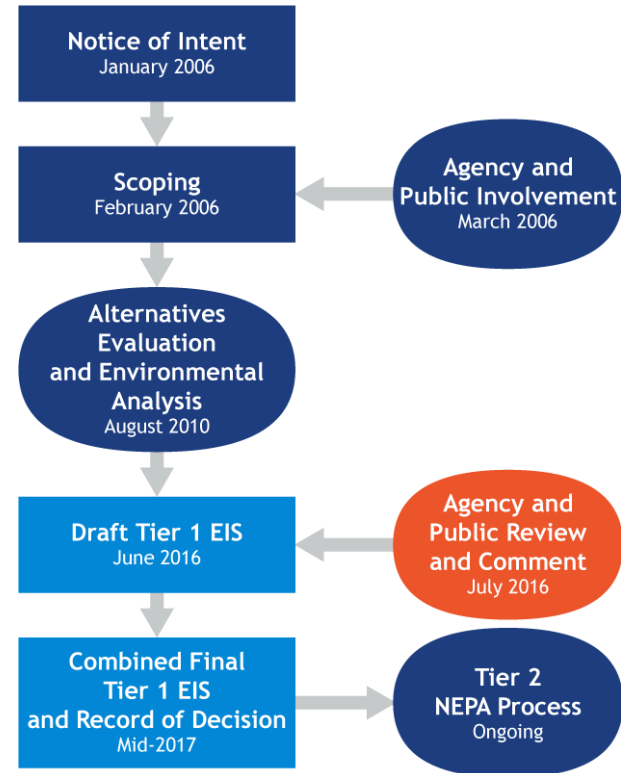 Notice of Intent
January 2006
Scoping
February 2006
Agency and
Public Involvement
March 2006
Alternatives
Evaluation
and Environmental
Analysis
August 2010
Draft Tier 1 EIS
June 2016
Agency and
Public Review
and Comment
July 2016
Combined Final
Tier 1 EIS
and Record of Decision
Mid-2017
Tier 2
NEPA Process
Ongoing